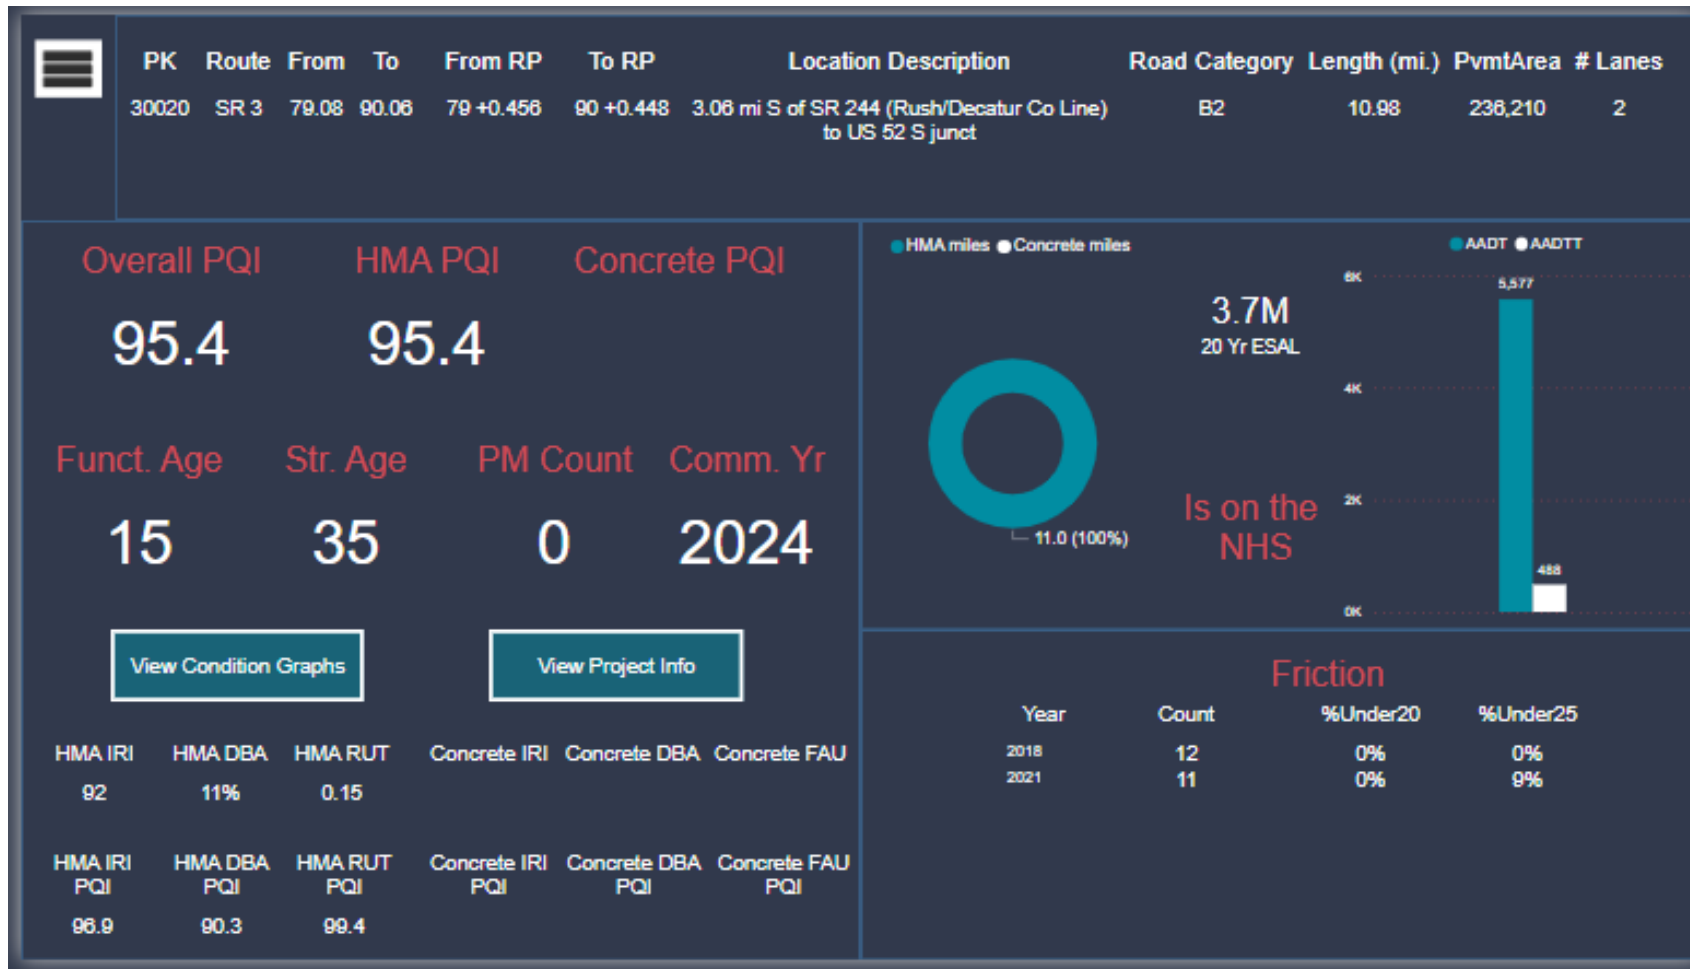 PK Route From To From RP To RP Location Description Road Category Length (mi.) PvmtArea # Lanes
30020 SR 3 79.08 90.06 79 +0.456 90 +0.448 3.06 mi S of SR 244 (Rush/Decatur Co Line) B2 10.98 236,210 2
to US 52 S junct
Overall PQI HMA PQI Concrete PQI
95.4 95.4
Funct. Age Str. Age PM Count Comm. Yr
15 35 0 2024
View Condition Graphs View Project Info
HMA IRI HMA DBA HMA RUT Concrete IRI Concrete DBA Concrete FAU
92 11% 0.15
HMA IRI HMA DBA HMA RUT Concrete IRI Concrete DBA Concrete FAU
PQI PQI PQI PQI PQI PQI
96.9 90.3 99.4
HMA miles Concrete miles
11.0 (100%)
3.7M
20 Yr ESAL
Is on the
NHS
AADT AADTT
6K
5,577
4K
2K
488
0K
Friction
Year Count %Under20 %Under25
2018 12 0% 0%
2021 11 0% 9%